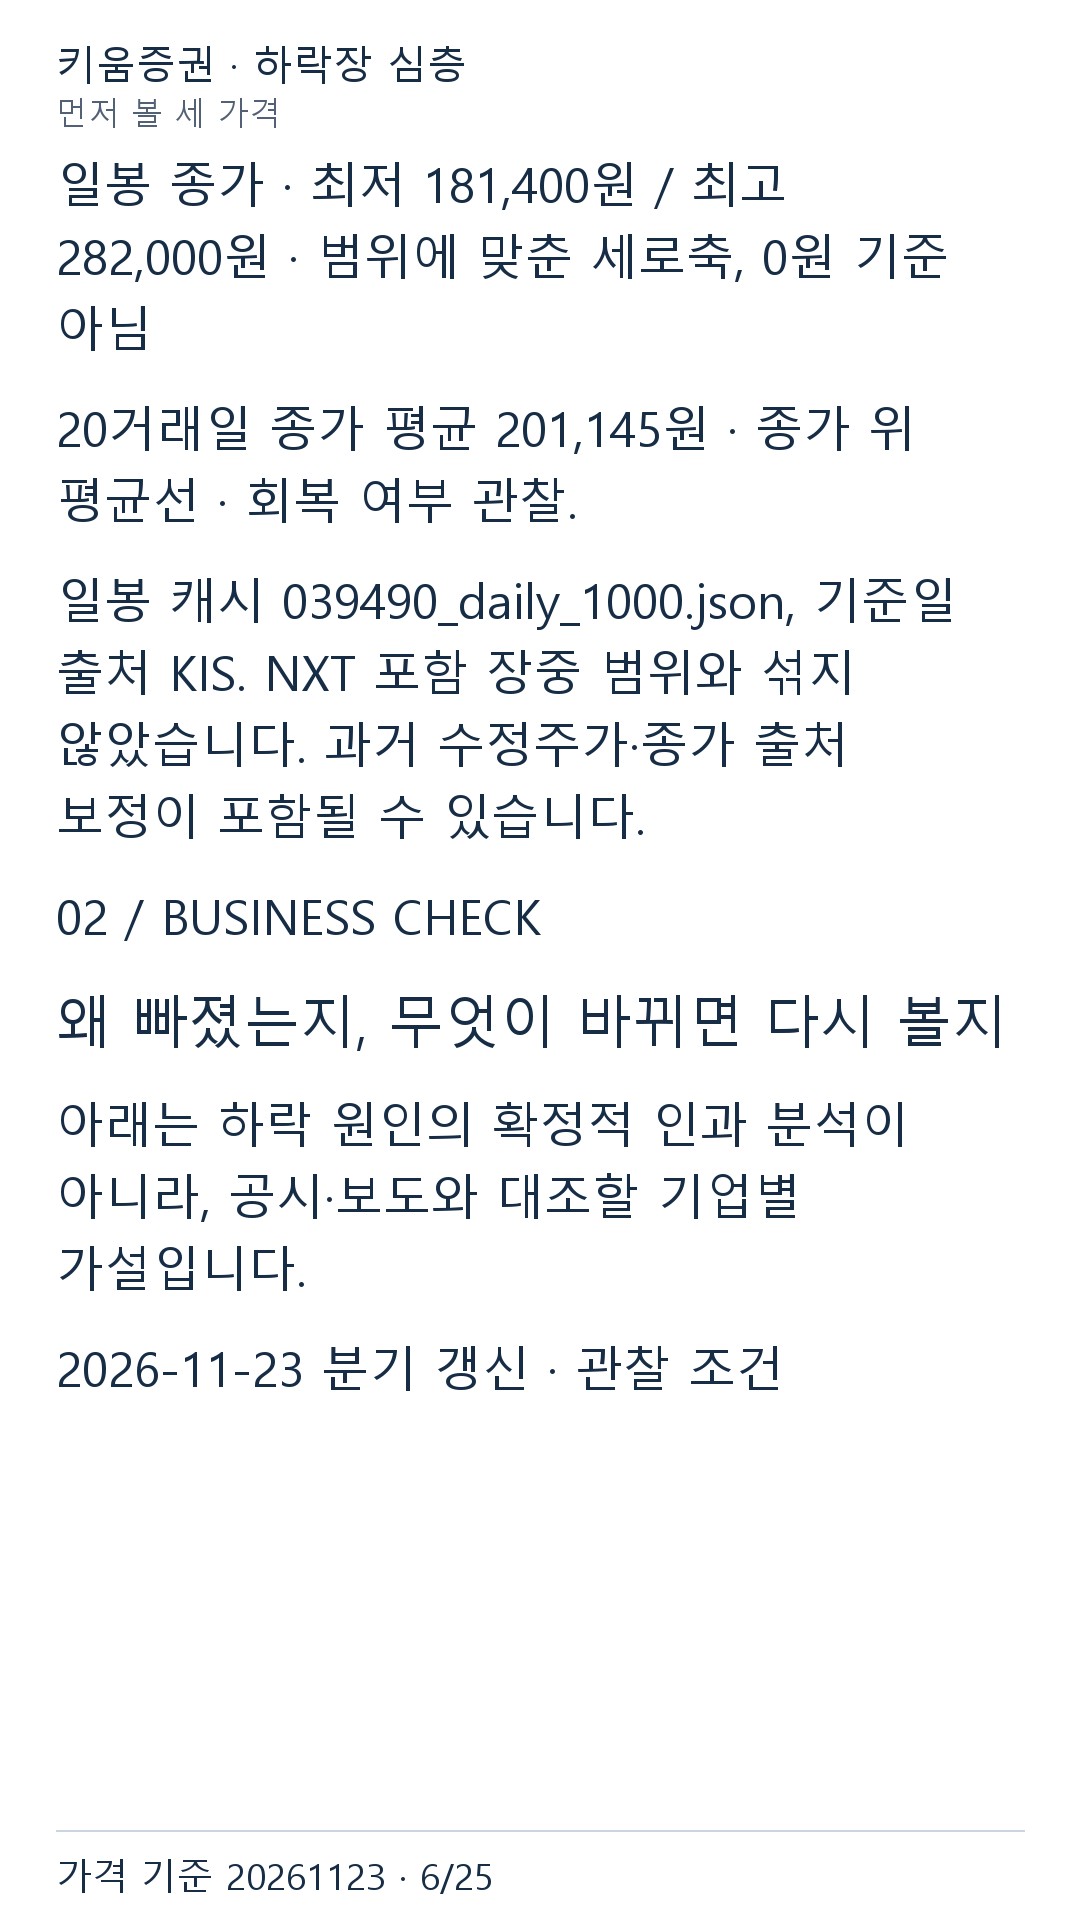 키움증권 · 하락장 심층
먼저 볼 세 가격
일봉 종가 · 최저 181,400원 / 최고
282,000원 · 범위에 맞춘 세로축, 0원 기준
아님
20거래일 종가 평균 201,145원 · 종가 위
평균선 · 회복 여부 관찰.
일봉 캐시 039490_daily_1000.json, 기준일
출처 KIS. NXT 포함 장중 범위와 섞지
않았습니다. 과거 수정주가·종가 출처
보정이 포함될 수 있습니다.
02 / BUSINESS CHECK
왜 빠졌는지, 무엇이 바뀌면 다시 볼지
아래는 하락 원인의 확정적 인과 분석이
아니라, 공시·보도와 대조할 기업별
가설입니다.
2026-11-23 분기 갱신 · 관찰 조건
가격 기준 20261123 · 6/25